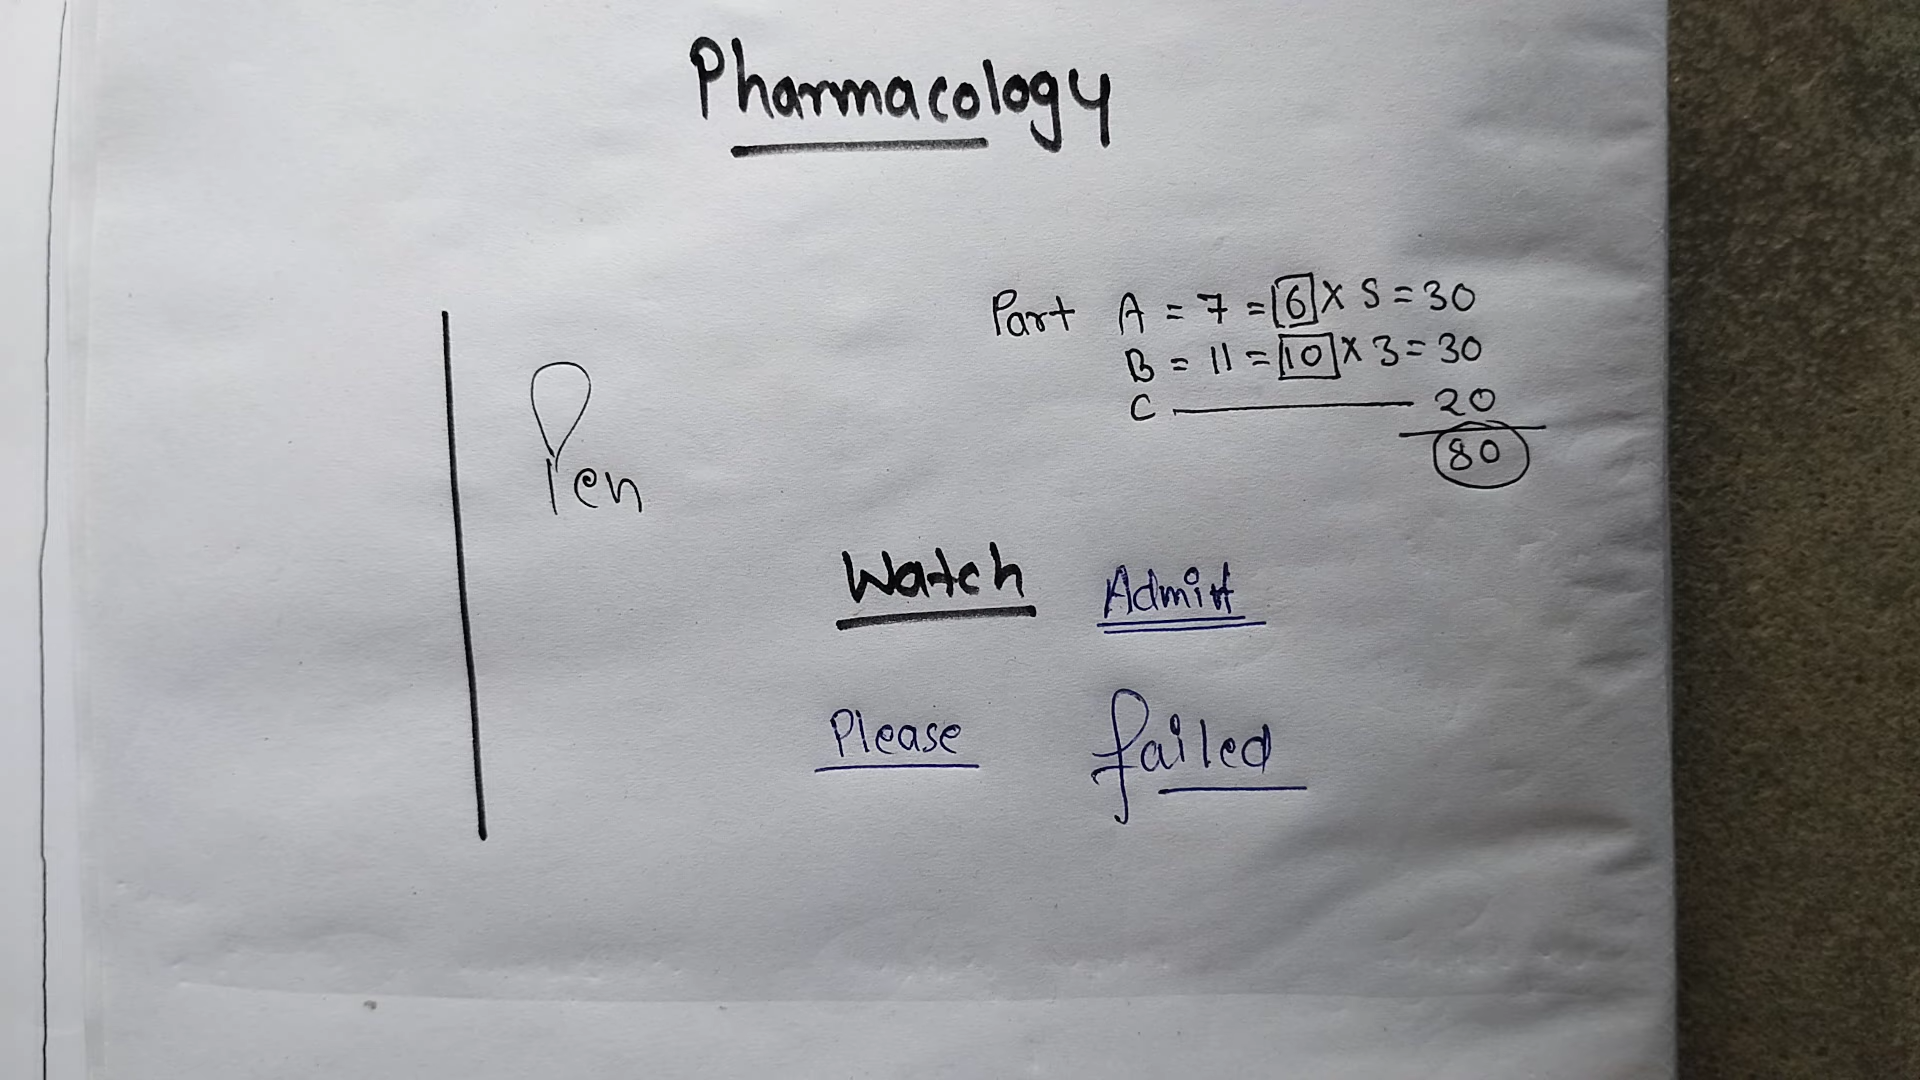 Pharmacology
Part A = 7 = 6 x 5 = 30
B = 11 = 10 x 3 = 30
C 20
80
Pen
Watch Admit
Please failed